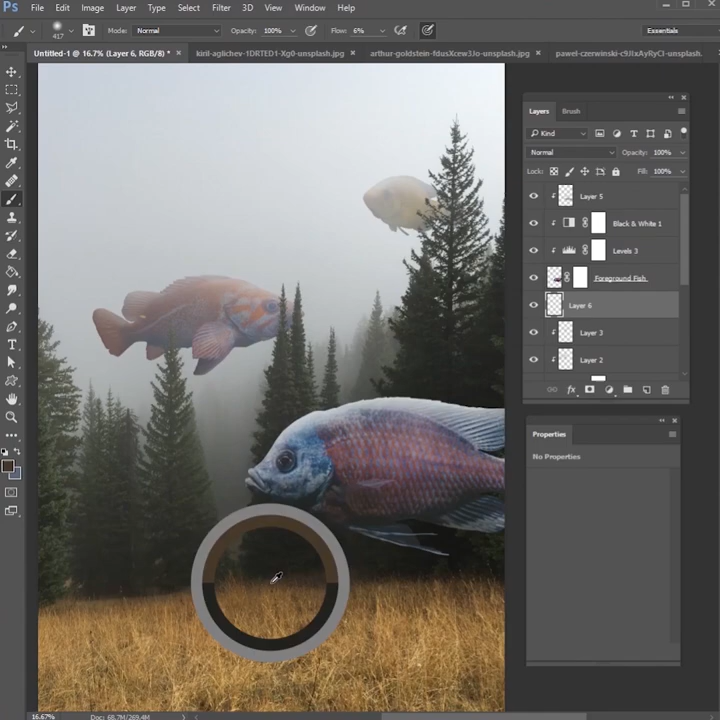 Ps File Edit Image Layer Type Select Filter 3D View Window Help
417 Mode: Normal Opacity: 100% Flow: 6% Essentials
Untitled-1 @ 16.7% (Layer 6, RGB/8) * × kiril-aglichev-1DRTED1-Xg0-unsplash.jpg × arthur-goldstein-fdusXcew3Jo-unsplash.jpg × pawel-czerwinski-c9JlxAyRyCI-unsplash.
Layers Brush
Kind
Normal Opacity: 100%
Lock: Fill: 100%
Layer 5
Black & White 1
Levels 3
Foreground Fish
Layer 6
Layer 3
Layer 2
fx
Properties
No Properties
16.67% Doc: 68.7M/269.4M